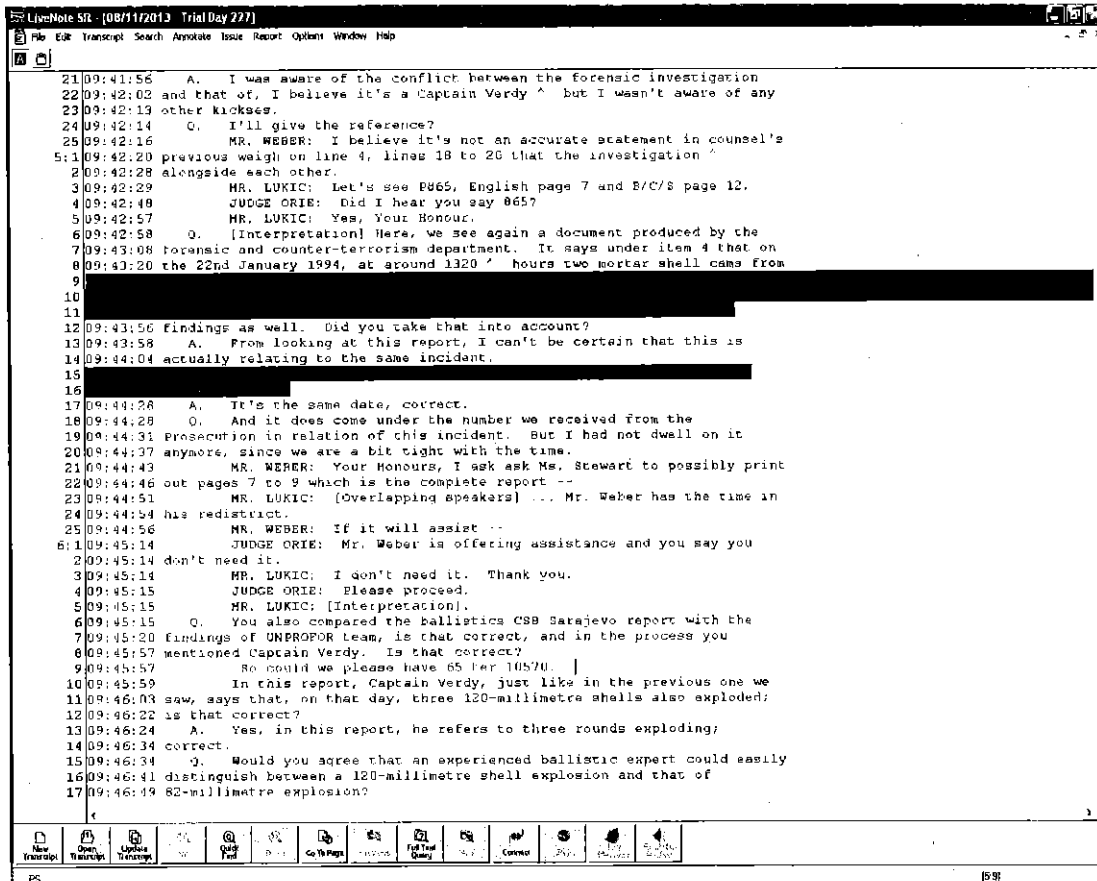 LiveNote SR - [08/11/2013 Trial Day 227]
File Edit Transcript Search Annotate Issue Report Options Window Help
21 09:41:56 A. I was aware of the conflict between the forensic investigation
22 09:42:02 and that of, I believe it's a Captain Verdy ^ but I wasn't aware of any
23 09:42:13 other kickses.
24 09:42:14 Q. I'll give the reference?
25 09:42:16 MR. WEBER: I believe it's not an accurate statement in counsel's
5:1 09:42:20 previous weigh on line 4, lines 18 to 20 that the investigation ^
2 09:42:28 alongside each other.
3 09:42:29 MR. LUKIC: Let's see P865, English page 7 and B/C/S page 12.
4 09:42:48 JUDGE ORIE: Did I hear you say 865?
5 09:42:57 MR. LUKIC: Yes, Your Honour.
6 09:42:58 Q. [Interpretation] Here, we see again a document produced by the
7 09:43:08 forensic and counter-terrorism department. It says under item 4 that on
8 09:43:20 the 22nd January 1994, at around 1320 ^ hours two mortar shell cams from
9
10
11
12 09:43:56 findings as well. Did you take that into account?
13 09:43:58 A. From looking at this report, I can't be certain that this is
14 09:44:04 actually relating to the same incident.
15
16
17 09:44:26 A. It's the same date, correct.
18 09:44:28 Q. And it does come under the number we received from the
19 09:44:31 Prosecution in relation of this incident. But I had not dwell on it
20 09:44:37 anymore, since we are a bit tight with the time.
21 09:44:43 MR. WEBER: Your Honours, I ask ask Ms. Stewart to possibly print
22 09:44:46 out pages 7 to 9 which is the complete report --
23 09:44:51 MR. LUKIC: [Overlapping speakers] ... Mr. Weber has the time in
24 09:44:54 his redistrict.
25 09:44:56 MR. WEBER: If it will assist --
6:1 09:45:14 JUDGE ORIE: Mr. Weber is offering assistance and you say you
2 09:45:14 don't need it.
3 09:45:14 MR. LUKIC: I don't need it. Thank you.
4 09:45:15 JUDGE ORIE: Please proceed.
5 09:45:15 MR. LUKIC: [Interpretation].
6 09:45:15 Q. You also compared the ballistics CSB Sarajevo report with the
7 09:45:20 findings of UNPROFOR team, is that correct, and in the process you
8 09:45:57 mentioned Captain Verdy. Is that correct?
9 09:45:57 So could we please have 65 ter 10570.
10 09:45:59 In this report, Captain Verdy, just like in the previous one we
11 09:46:03 saw, says that, on that day, three 120-millimetre shells also exploded;
12 09:46:22 is that correct?
13 09:46:24 A. Yes, in this report, he refers to three rounds exploding;
14 09:46:34 correct.
15 09:46:34 Q. Would you agree that an experienced ballistic expert could easily
16 09:46:41 distinguish between a 120-millimetre shell explosion and that of
17 09:46:49 82-millimetre explosion?
New Transcript Open Transcript Update Transcript Quick Find Go To Page Full Text Query Connect